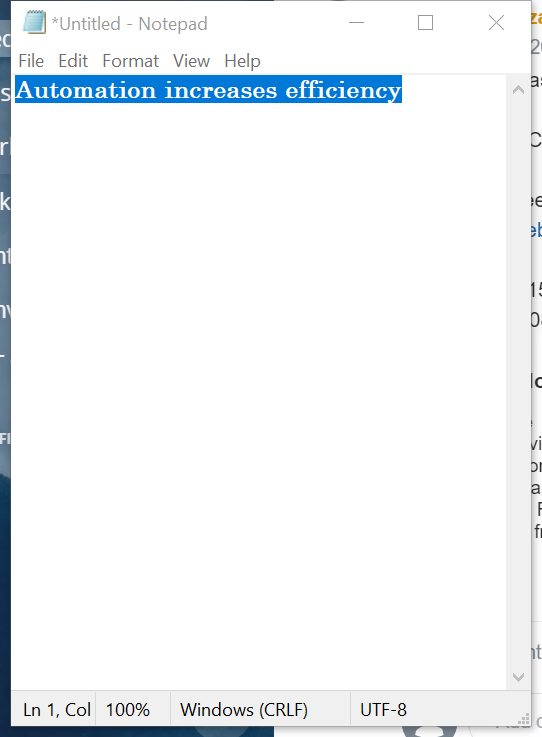 *Untitled - Notepad
File Edit Format View Help
Automation increases efficiency
Ln 1, Col 100% Windows (CRLF) UTF-8